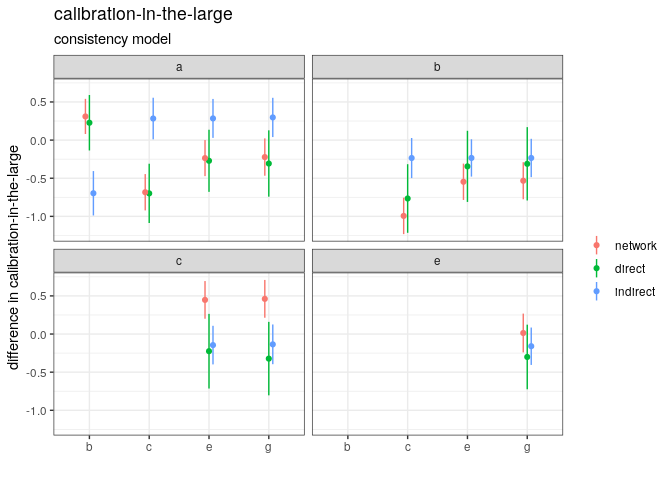 calibration-in-the-large
consistency model
a
b
0.5
0.0
-0.5
-1.0
c
e
0.5
0.0
-0.5
-1.0
b
c
e
g
b
c
e
g
difference in calibration-in-the-large
network
direct
indirect